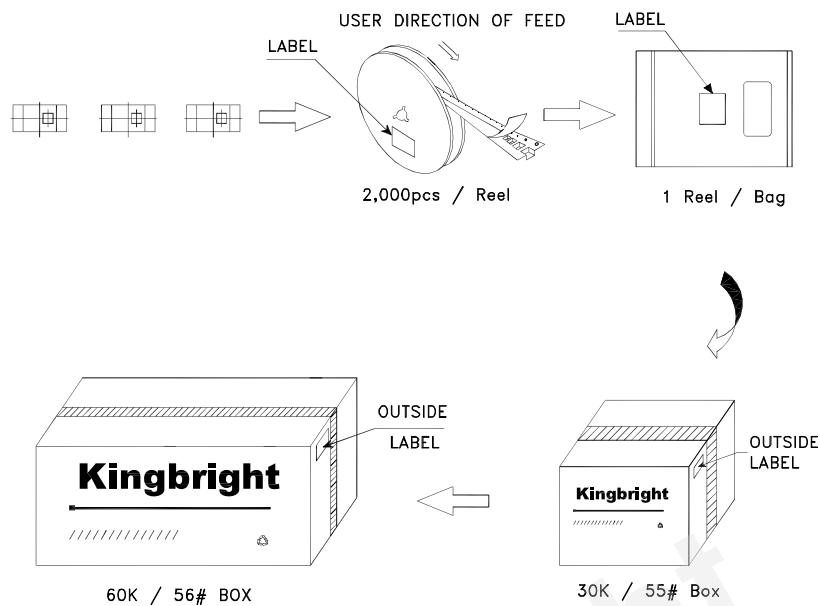 USER DIRECTION OF FEED
LABEL
LABEL
2,000pcs / Reel
1 Reel / Bag
OUTSIDE
LABEL
Kingbright
60K / 56# BOX
OUTSIDE
LABEL
Kingbright
30K / 55# Box